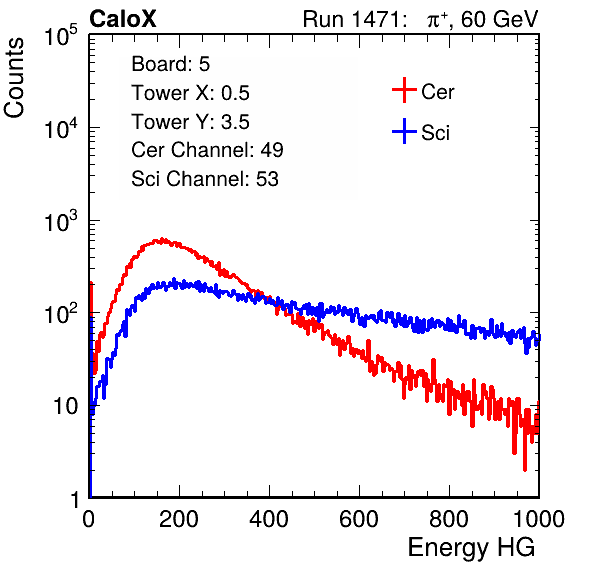 CaloX Run 1471: π⁺, 60 GeV
Counts
10⁵
10⁴
10³
10²
10
1
Board: 5
Tower X: 0.5
Tower Y: 3.5
Cer Channel: 49
Sci Channel: 53
Cer
Sci
0 200 400 600 800 1000
Energy HG